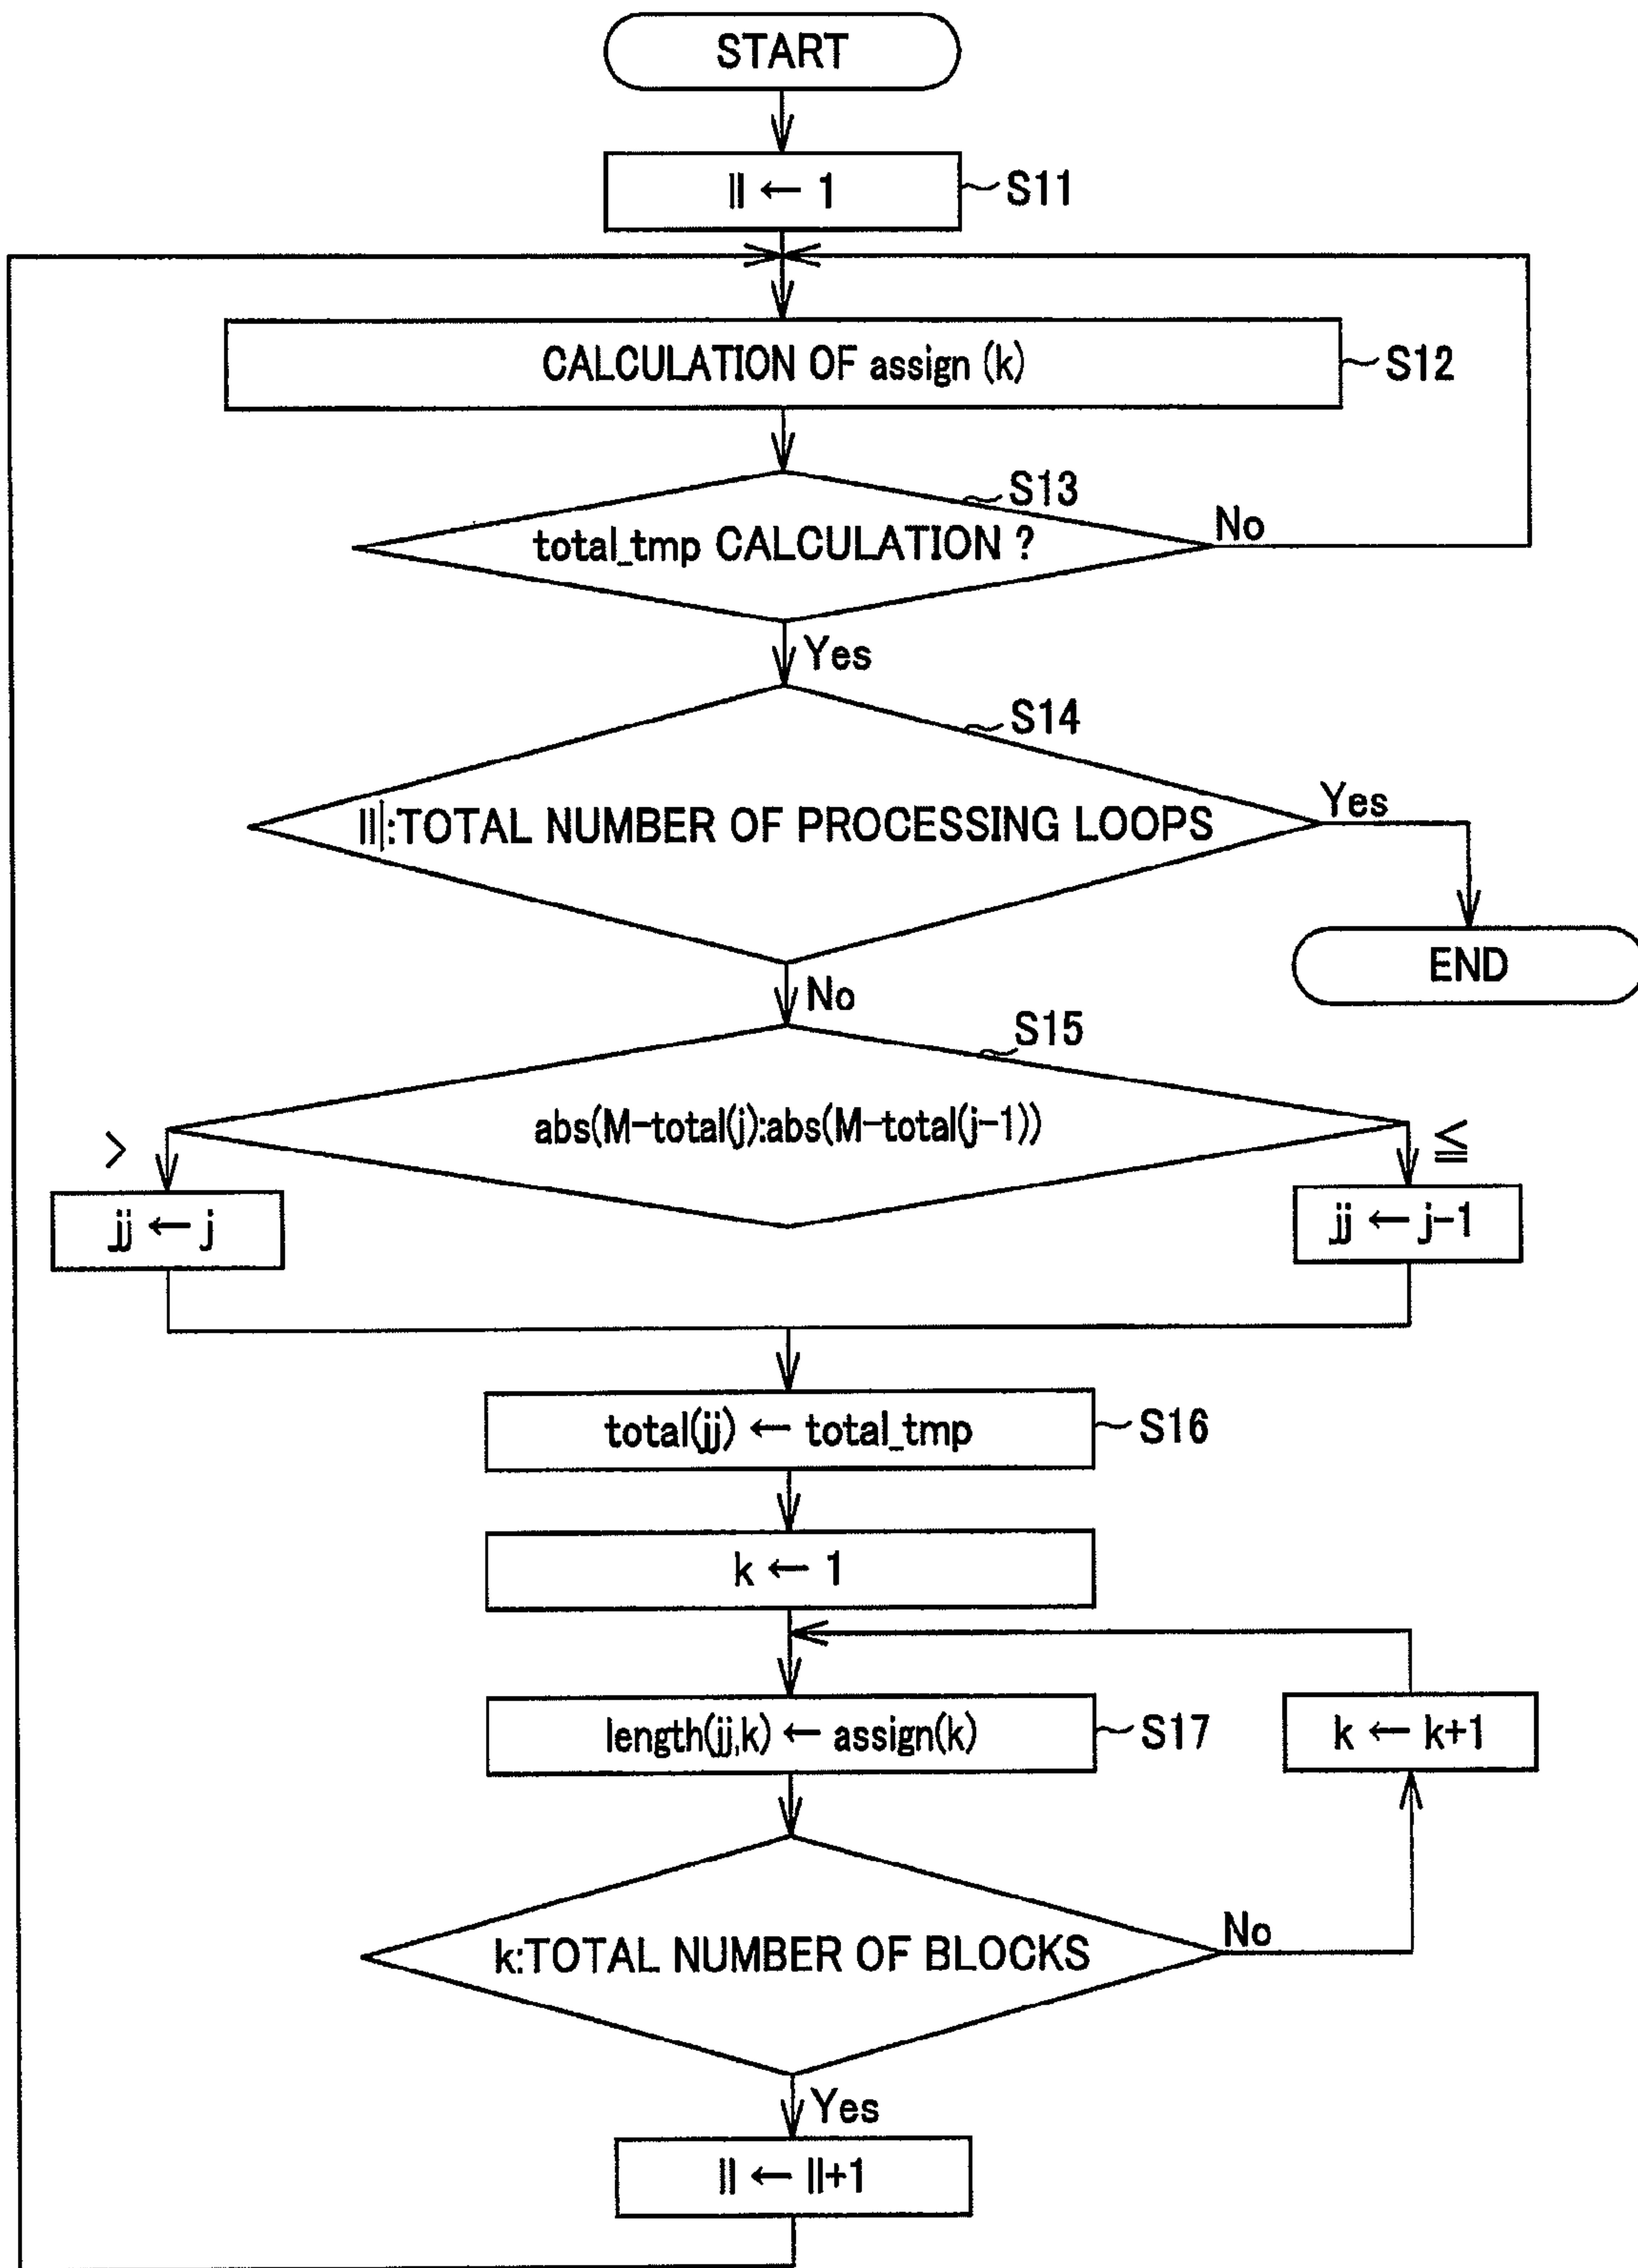 START
ll ← 1
S11
CALCULATION OF assign (k)
S12
S13
total_tmp CALCULATION ?
No
Yes
S14
ll:TOTAL NUMBER OF PROCESSING LOOPS
Yes
END
No
S15
abs(M-total(j):abs(M-total(j-1))
>
≦
jj ← j
jj ← j-1
total(jj) ← total_tmp
S16
k ← 1
length(jj,k) ← assign(k)
S17
k ← k+1
k:TOTAL NUMBER OF BLOCKS
No
Yes
ll ← ll+1